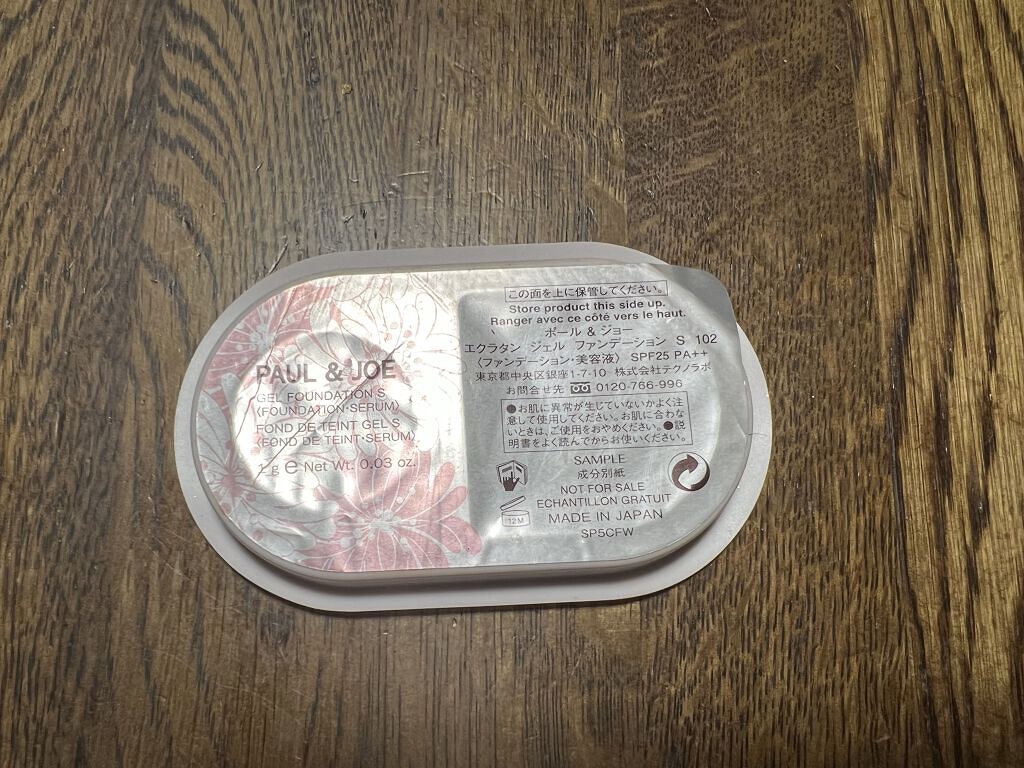 PAUL & JOE
GEL FOUNDATION S
〈FOUNDATION·SERUM〉
FOND DE TEINT GEL S
〈FOND DE TEINT·SERUM〉
1 g e Net Wt. 0.03 oz.
この面を上に保管してください。
Store product this side up.
Ranger avec ce côté vers le haut.
ポール & ジョー
エクラタン ジェル ファンデーション S 102
〈ファンデーション·美容液〉 SPF25 PA++
東京都中央区銀座1-7-10 株式会社テクノラボ
お問合せ先 0120-766-996
●お肌に異常が生じていないかよく注
意して使用してください。お肌に合わな
いときは、ご使用をおやめください。●説
明書をよく読んでからお使いください。
SAMPLE
成分別紙
NOT FOR SALE
ECHANTILLON GRATUIT
12M
MADE IN JAPAN
SP5CFW